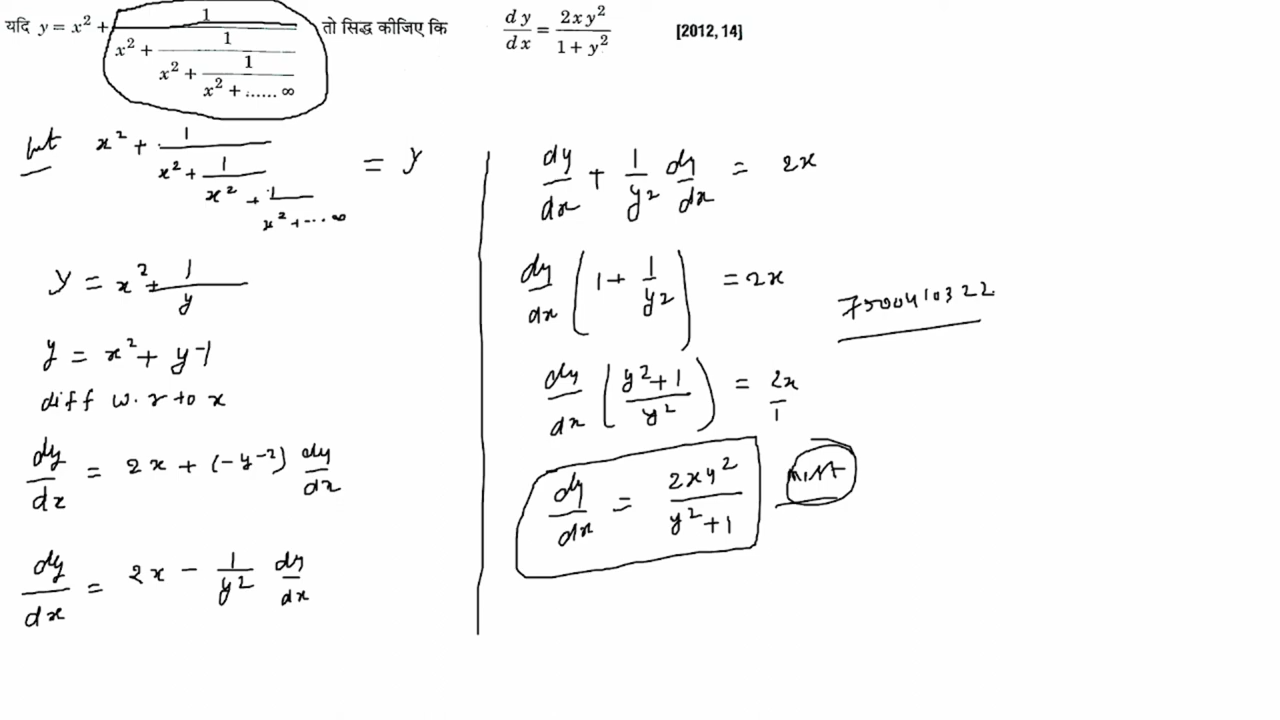 यदि y = x² + 1/(x² + 1/(x² + 1/(x² + ...... ∞))) तो सिद्ध कीजिए कि dy/dx = 2xy²/(1 + y²) [2012, 14]
let x² + 1/(x² + 1/(x² + 1/(x² + ... ∞))) = y
y = x² + 1/y
y = x² + y-1
diff w.r to x
dy/dx = 2x + (-y-2) dy/dx
dy/dx = 2x - 1/y² dy/dx
dy/dx + 1/y² dy/dx = 2x
dy/dx (1 + 1/y²) = 2x
7500410322
dy/dx ((y²+1)/y²) = 2x/1
dy/dx = 2xy²/(y²+1)